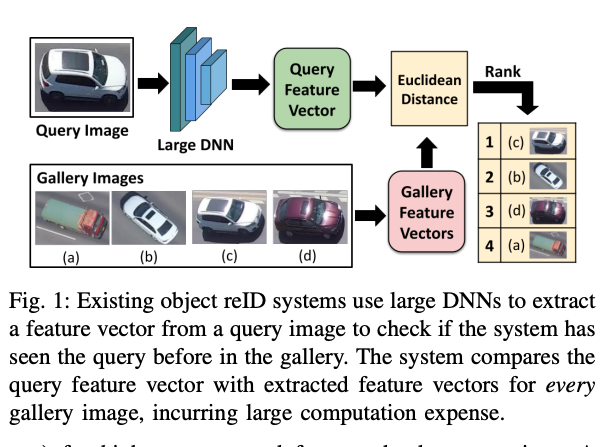 Query Image
Large DNN
Query
Feature
Vector
Euclidean
Distance
Rank
Gallery Images
(a)
(b)
(c)
(d)
Gallery
Feature
Vectors
1 (c)
2 (b)
3 (d)
4 (a)
Fig. 1: Existing object reID systems use large DNNs to extract
a feature vector from a query image to check if the system has
seen the query before in the gallery. The system compares the
query feature vector with extracted feature vectors for every
gallery image, incurring large computation expense.